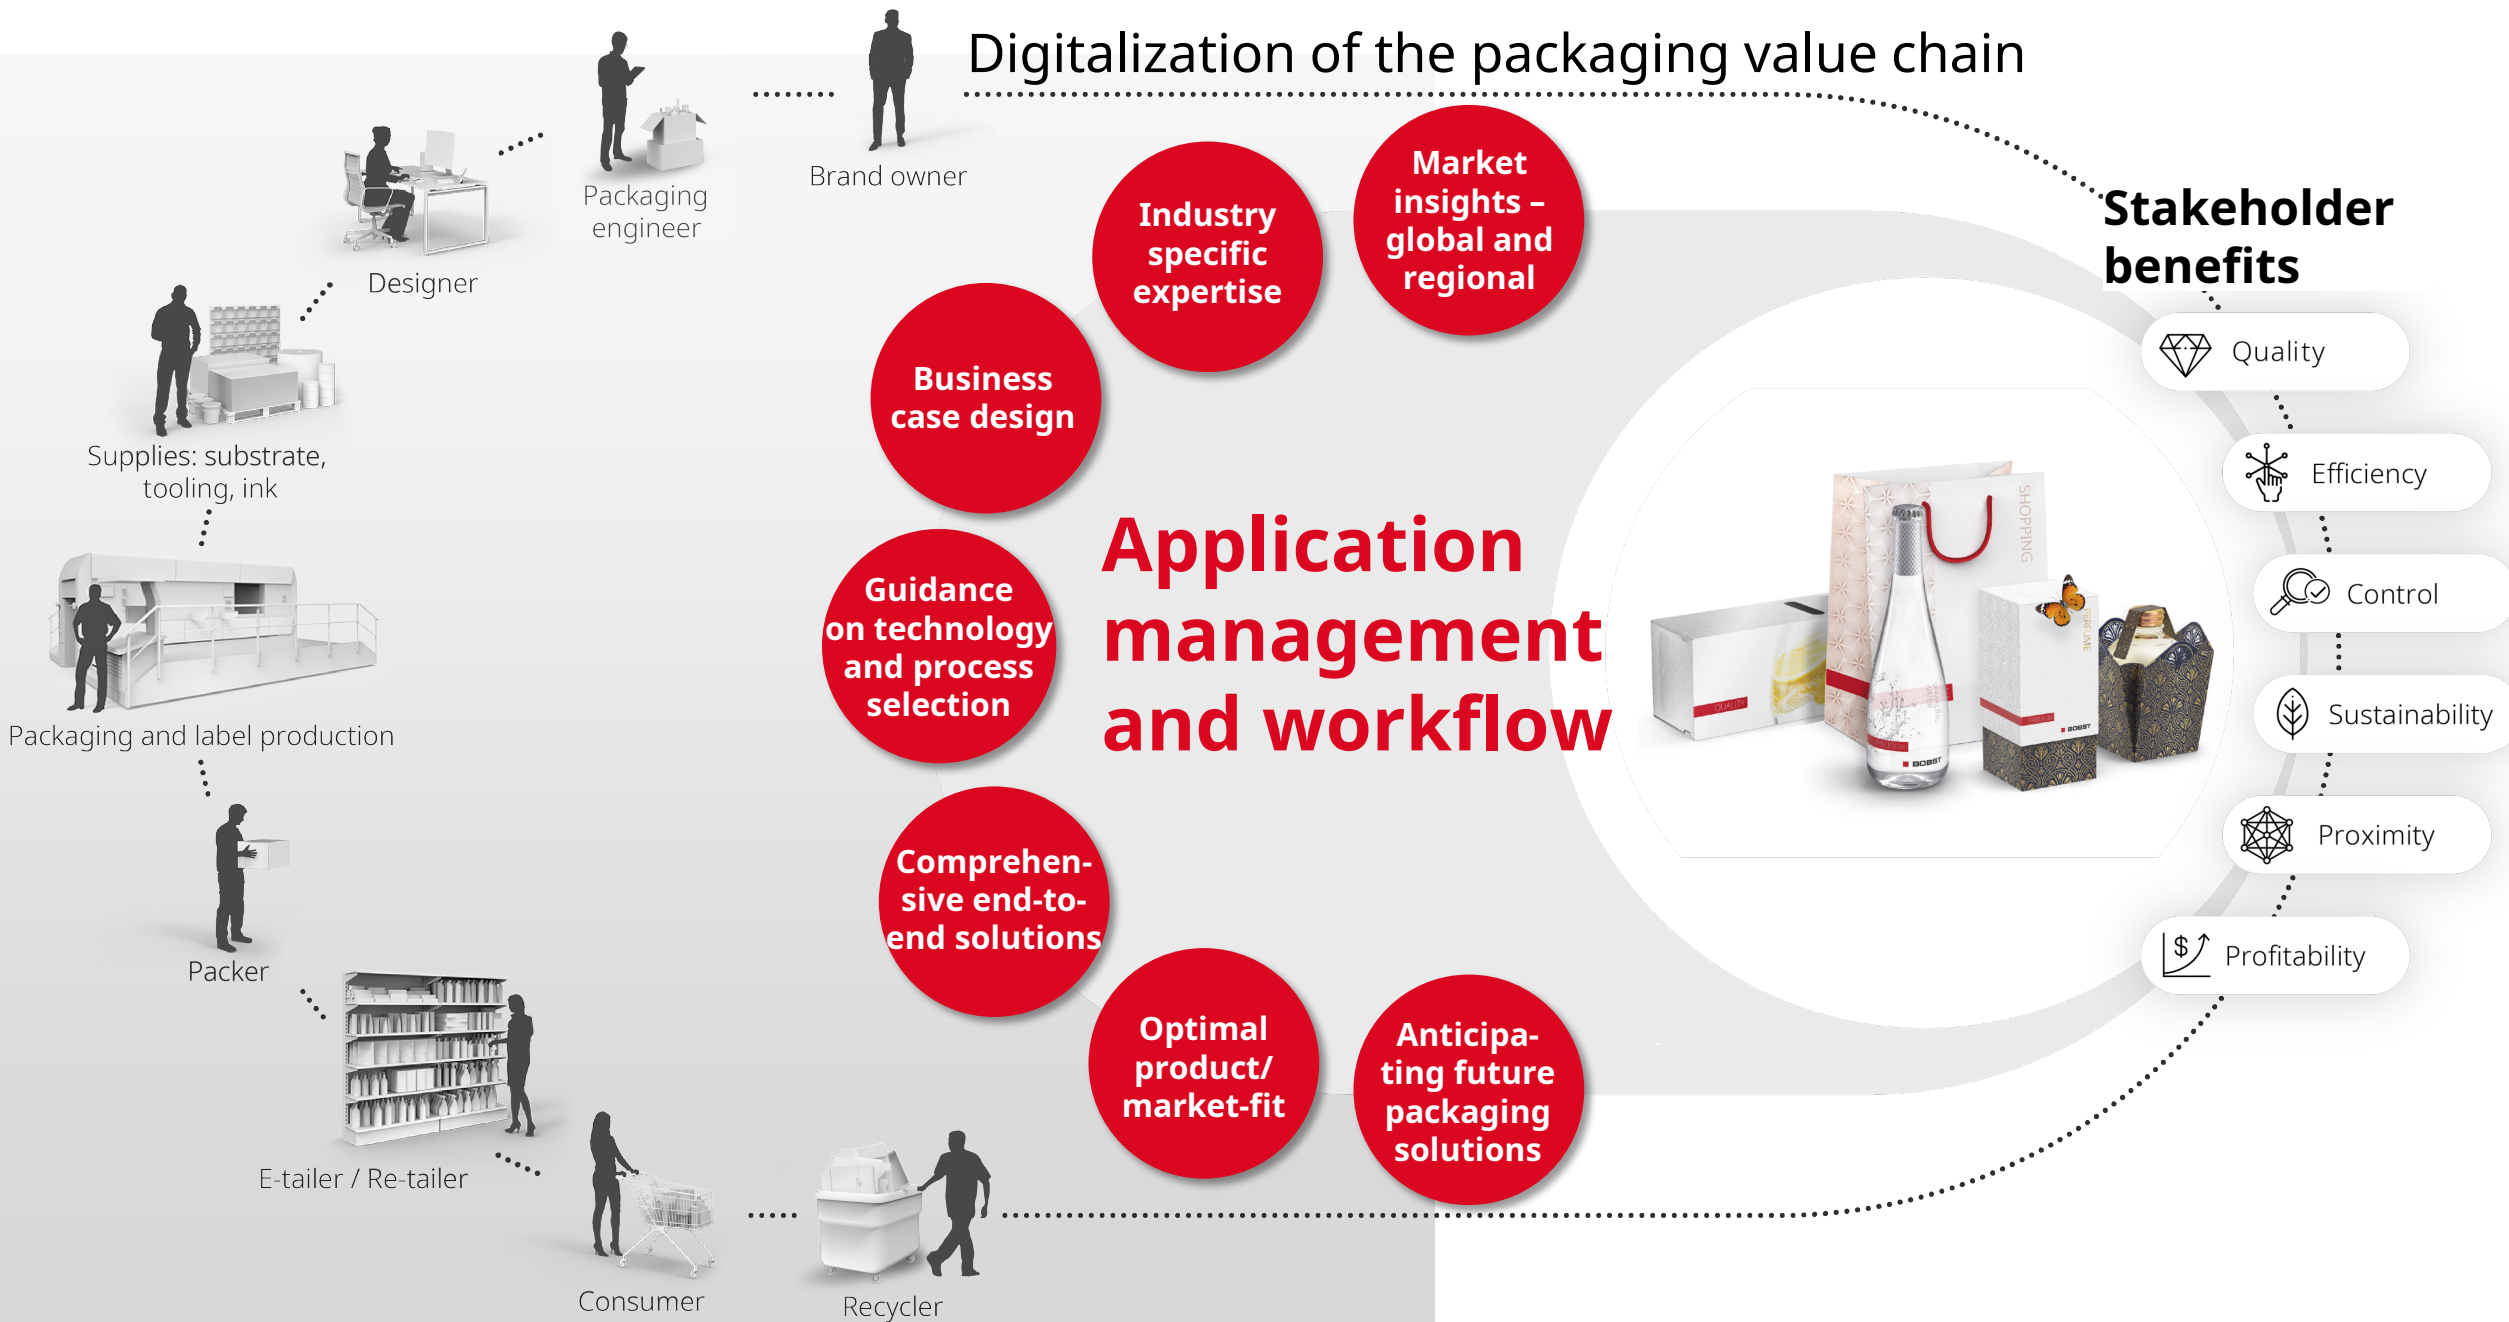 Digitalization of the packaging value chain
Brand owner
Packaging
engineer
Designer
Supplies: substrate,
tooling, ink
Packaging and label production
Packer
E-tailer / Re-tailer
Consumer
Recycler
Market
insights –
global and
regional
Industry
specific
expertise
Business
case design
Guidance
on technology
and process
selection
Comprehen-
sive end-to-
end solutions
Optimal
product/
market-fit
Anticipa-
ting future
packaging
solutions
Application
management
and workflow
SHOPPING
QUALITY
PERFUME
BOBST
BOBST
Stakeholder
benefits
Quality
Efficiency
Control
Sustainability
Proximity
$
Profitability